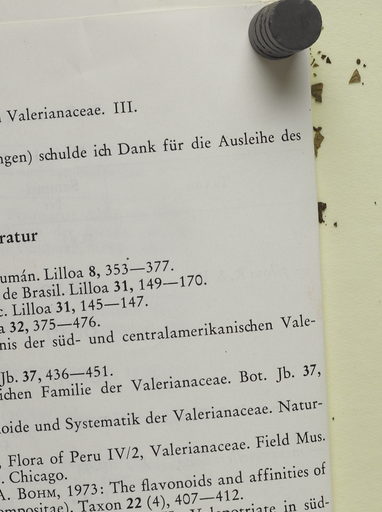 Valerianaceae. III.
ngen) schulde ich Dank für die Ausleihe des
ratur
umán. Lilloa 8, 353—377.
de Brasil. Lilloa 31, 149—170.
c. Lilloa 31, 145—147.
a 32, 375—476.
nis der süd- und centralamerikanischen Vale-
Jb. 37, 436—451.
ichen Familie der Valerianaceae. Bot. Jb. 37,
oide und Systematik der Valerianaceae. Natur-
, Flora of Peru IV/2, Valerianaceae. Field Mus.
. Chicago.
A. BOHM, 1973: The flavonoids and affinities of
ompositae). Taxon 22 (4), 407—412.
in süd-